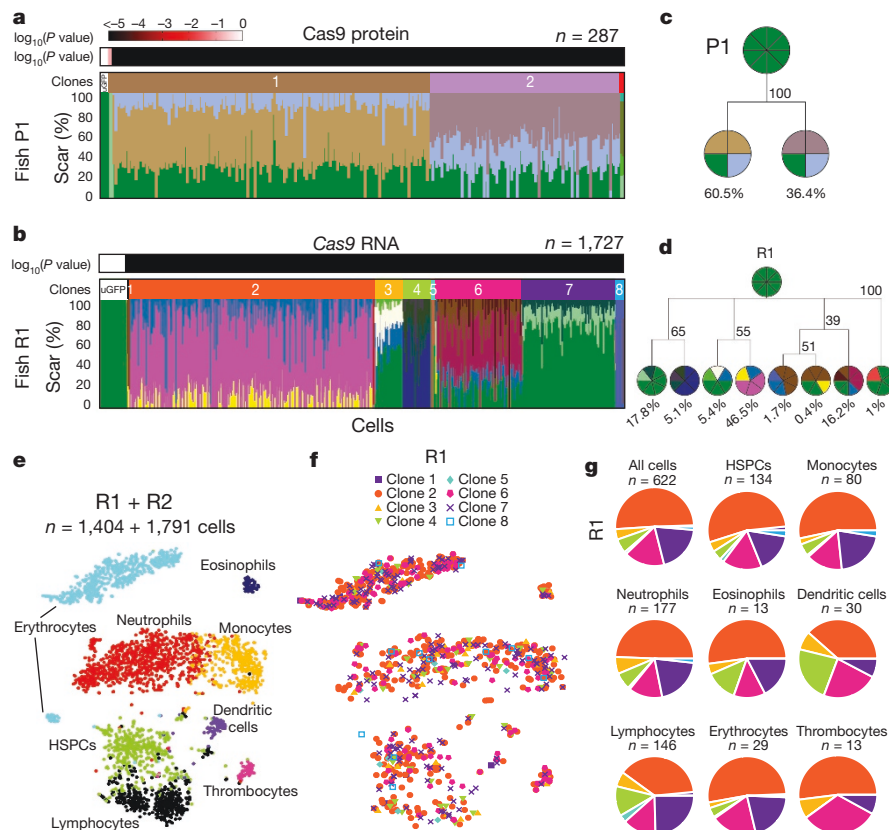 a
<−5 −4 −3 −2 −1 0
log10(P value)
Cas9 protein
n = 287
log10(P value)
Clones
uGFP
1
2
Fish P1
Scar (%)
100
80
60
40
20
0
b
Cas9 RNA
n = 1,727
log10(P value)
Clones
uGFP
1
2
3
4
5
6
7
8
Fish R1
Scar (%)
100
80
60
40
20
0
Cells
c
P1
100
60.5%
36.4%
d
R1
100
65
55
39
51
17.8%
5.1%
5.4%
46.5%
1.7%
0.4%
16.2%
1%
e
R1 + R2
n = 1,404 + 1,791 cells
Eosinophils
Erythrocytes
Neutrophils
Monocytes
Dendritic
cells
HSPCs
Thrombocytes
Lymphocytes
f
R1
Clone 1
Clone 2
Clone 3
Clone 4
Clone 5
Clone 6
Clone 7
Clone 8
g
R1
All cells
n = 622
HSPCs
n = 134
Monocytes
n = 80
Neutrophils
n = 177
Eosinophils
n = 13
Dendritic cells
n = 30
Lymphocytes
n = 146
Erythrocytes
n = 29
Thrombocytes
n = 13